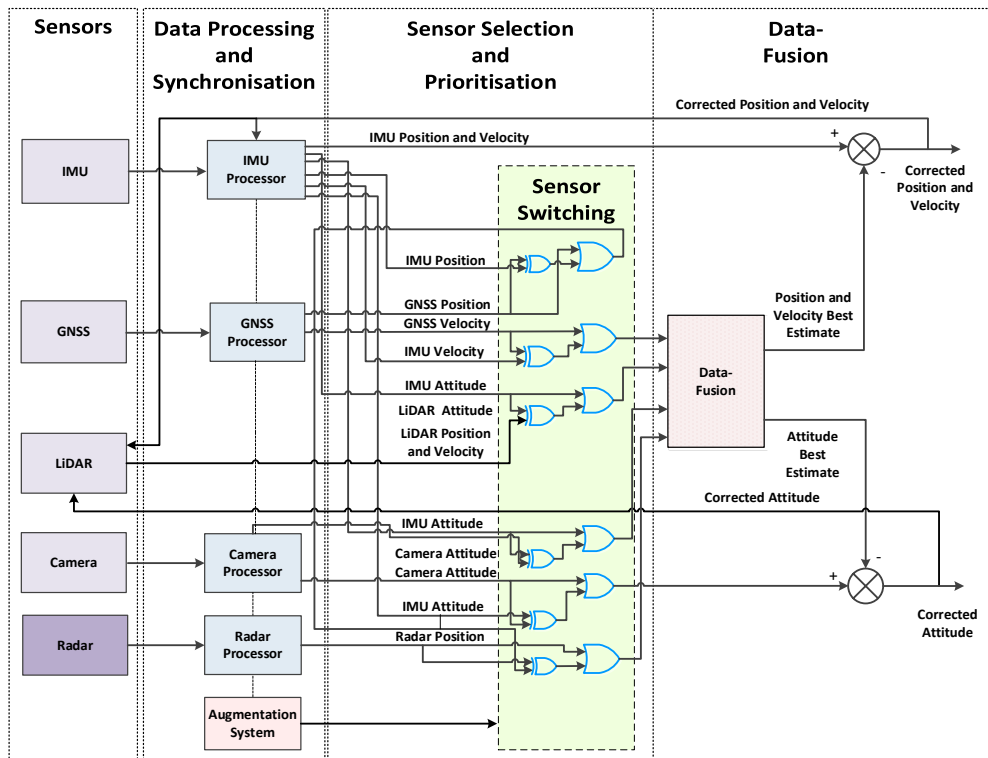 Sensors
Data Processing
and
Synchronisation
Sensor Selection
and
Prioritisation
Data-
Fusion
Corrected Position and Velocity
IMU Position and Velocity
+
-
IMU
IMU
Processor
Corrected
Position and
Velocity
Sensor
Switching
IMU Position
GNSS Position
GNSS
GNSS
Processor
GNSS Velocity
IMU Velocity
Position and
Velocity Best
Estimate
Data-
Fusion
IMU Attitude
LiDAR Attitude
LiDAR Position
and Velocity
LiDAR
Attitude
Best
Estimate
Corrected Attitude
IMU Attitude
Camera
Camera
Processor
Camera Attitude
Camera Attitude
-
+
IMU Attitude
Corrected
Attitude
Radar
Radar
Processor
Radar Position
Augmentation
System